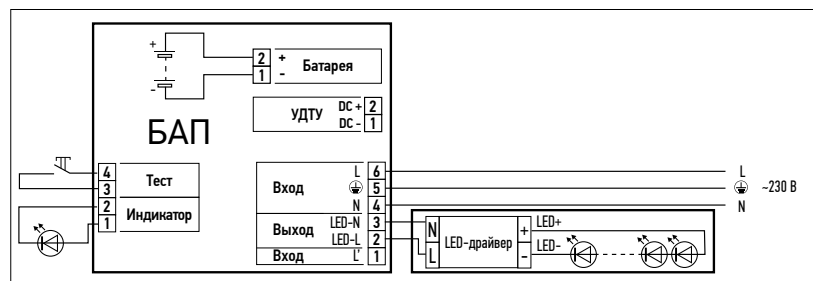 БАП
+
-
2 + Батарея
1 -
УДТУ DC + 2
DC - 1
4 Тест
3
2 Индикатор
1
Вход L 6
5
N 4
Выход LED-N 3
LED-L 2
Вход L' 1
L
~230 В
N
N LED-драйвер + LED+
L - LED-